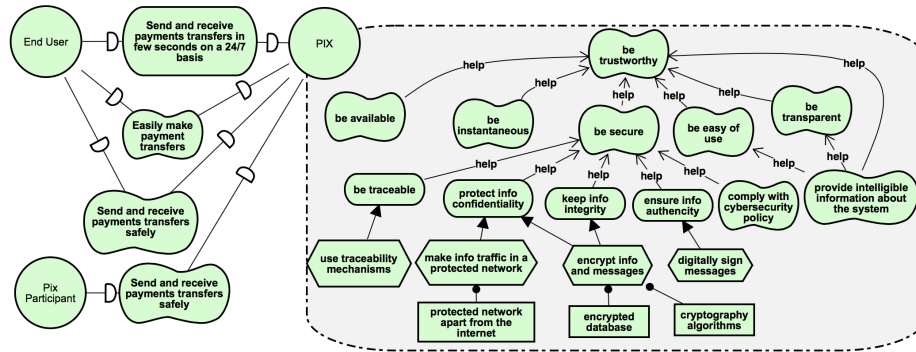 End User
Send and receive
payments transfers in
few seconds on a 24/7
basis
PIX
Easily make
payment
transfers
Send and receive
payments transfers
safely
Pix
Participant
Send and receive
payments transfers
safely
be
trustworthy
help
help
help
help
help
help
be available
be
instantaneous
be secure
be easy of
use
be
transparent
help
help
help
help
help
help
help
be traceable
protect info
confidentiality
keep info
integrity
ensure info
authencity
comply with
cybersecurity
policy
provide intelligible
information about
the system
use traceability
mechanisms
make info traffic in a
protected network
encrypt info
and messages
digitally sign
messages
protected network
apart from the
internet
encrypted
database
cryptography
algorithms